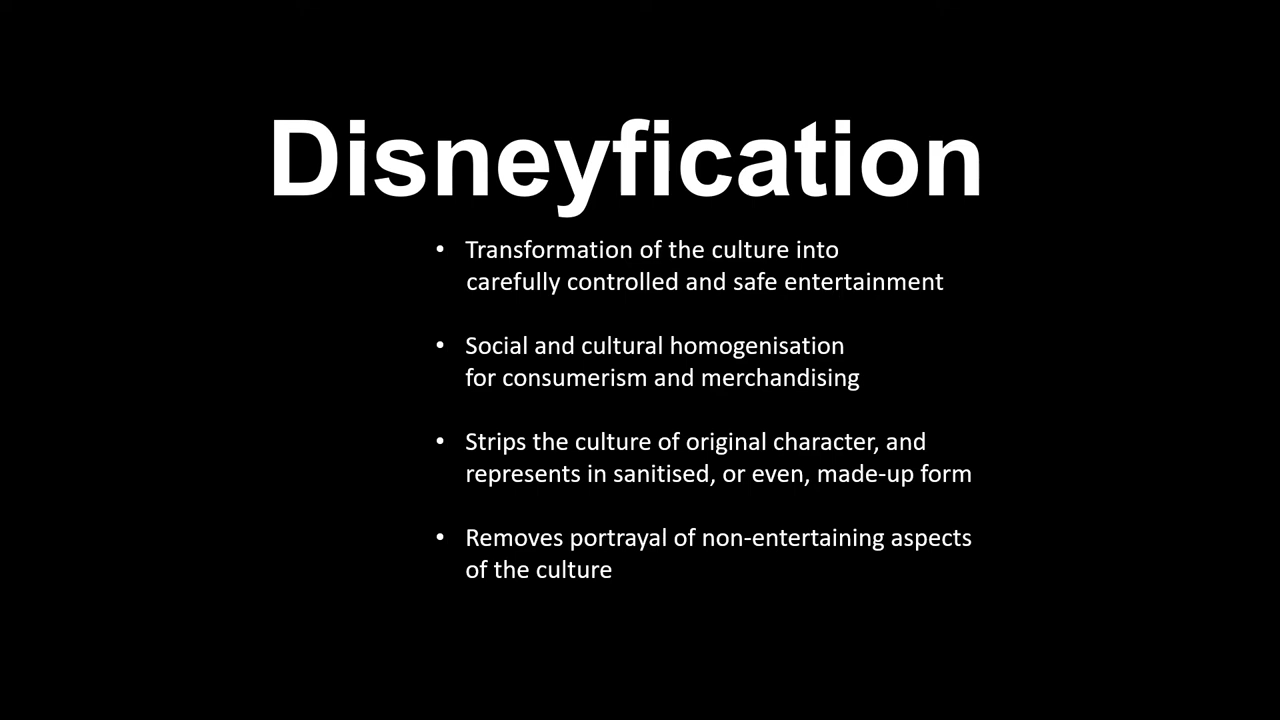 Disneyfication
• Transformation of the culture into
carefully controlled and safe entertainment
• Social and cultural homogenisation
for consumerism and merchandising
• Strips the culture of original character, and
represents in sanitised, or even, made-up form
• Removes portrayal of non-entertaining aspects
of the culture